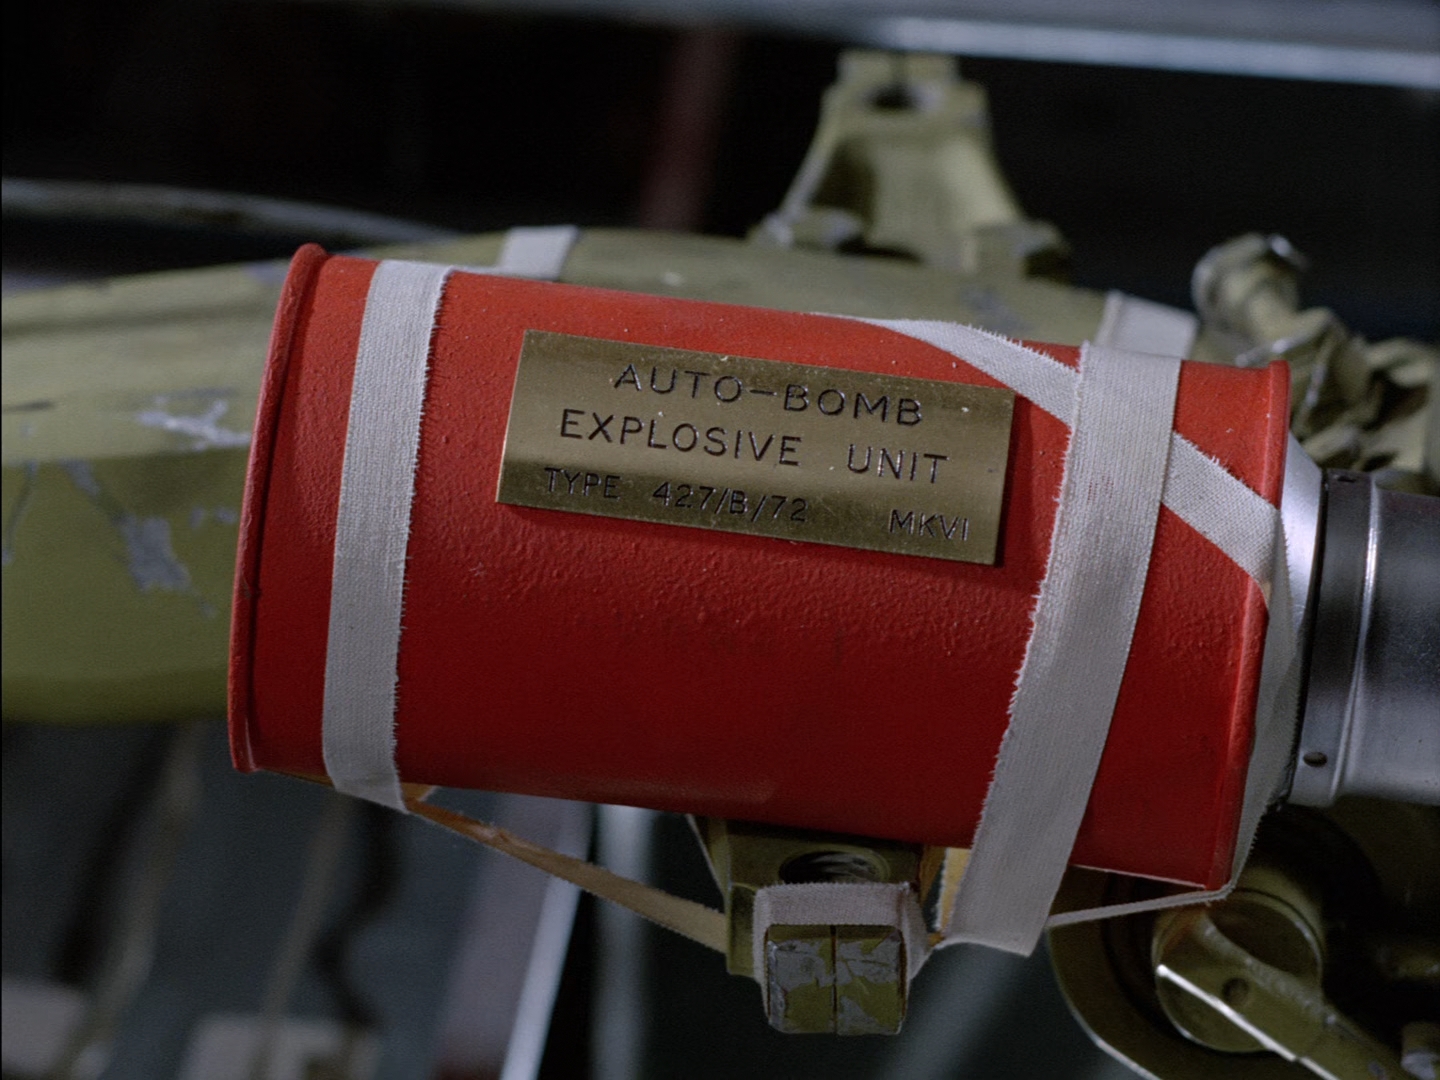 AUTO-BOMB
EXPLOSIVE UNIT
TYPE 427/B/72 MKVI